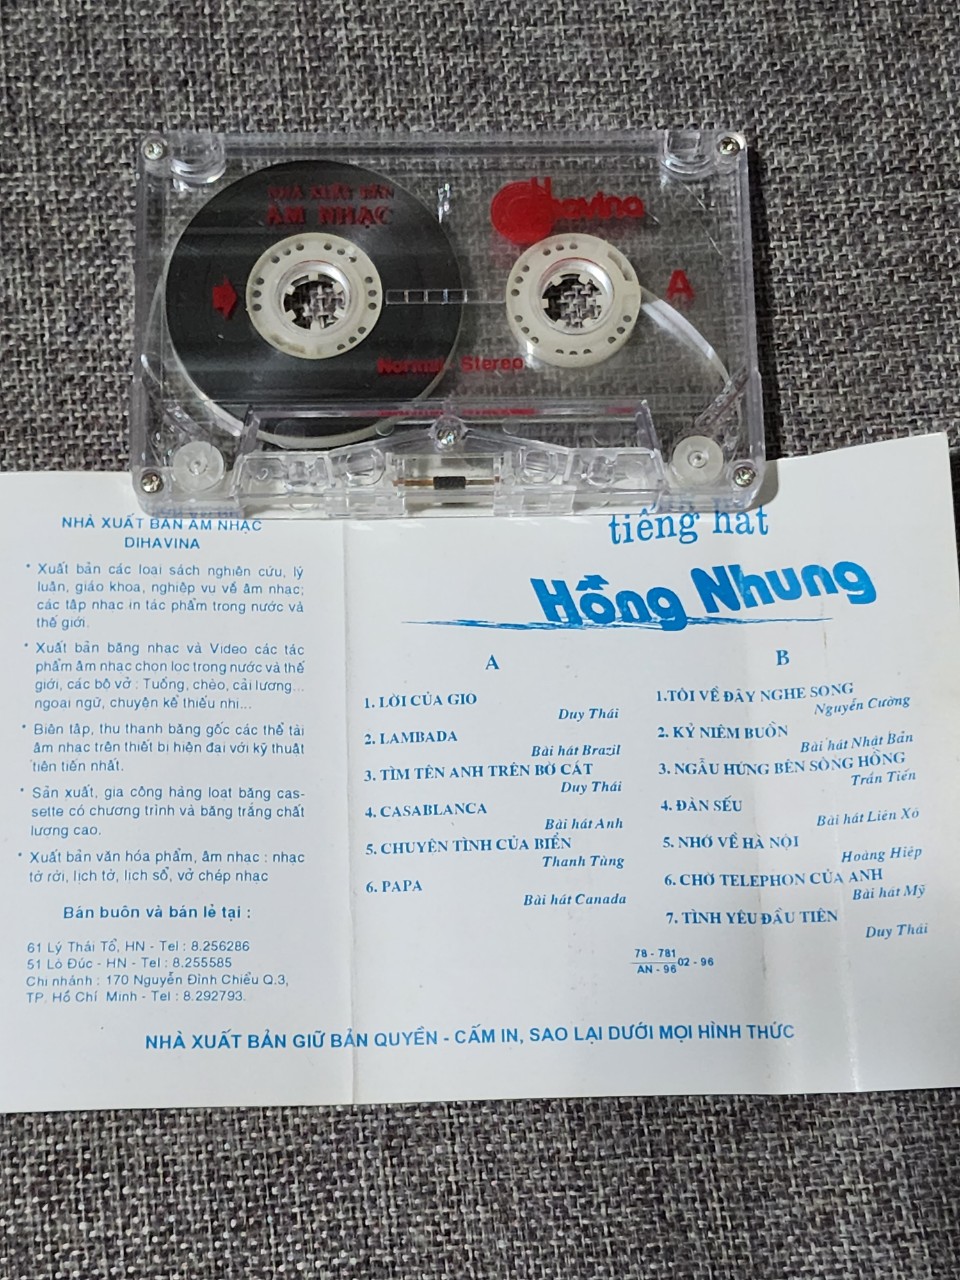 NHÀ XUẤT BẢN
ÂM NHẠC
Dihavina
A
Normal Stereo
NHÀ XUẤT BẢN ÂM NHẠC
DIHAVINA
* Xuất bản các loại sách nghiên cứu, lý
luận, giáo khoa, nghiệp vụ về âm nhạc;
các tập nhạc in tác phẩm trong nước và
thế giới.
* Xuất bản băng nhạc và Video các tác
phẩm âm nhạc chọn lọc trong nước và thế
giới, các bộ vở : Tuồng, chèo, cải lương...
ngoại ngữ, chuyện kể thiếu nhi...
* Biên tập, thu thanh băng gốc các thể tài
âm nhạc trên thiết bị hiện đại với kỹ thuật
tiên tiến nhất.
* Sản xuất, gia công hàng loạt băng cas-
sette có chương trình và băng trắng chất
lượng cao.
* Xuất bản văn hóa phẩm, âm nhạc : nhạc
tờ rời, lịch tờ, lịch sổ, vở chép nhạc
Bán buôn và bán lẻ tại :
61 Lý Thái Tổ, HN - Tel : 8.256286
51 Lò Đúc - HN - Tel : 8.255585
Chi nhánh : 170 Nguyễn Đình Chiểu Q.3,
TP. Hồ Chí Minh - Tel : 8.292793.
tiếng hát
Hồng Nhung
A
1. LỜI CỦA GIÓ
Duy Thái
2. LAMBADA
Bài hát Brazil
3. TÌM TÊN ANH TRÊN BỜ CÁT
Duy Thái
4. CASABLANCA
Bài hát Anh
5. CHUYỆN TÌNH CỦA BIỂN
Thanh Tùng
6. PAPA
Bài hát Canada
B
1.TÔI VỀ ĐÂY NGHE SÓNG
Nguyễn Cường
2. KỶ NIỆM BUỒN
Bài hát Nhật Bản
3. NGẪU HỨNG BÊN SÔNG HỒNG
Trần Tiến
4. ĐÀN SẾU
Bài hát Liên Xô
5. NHỚ VỀ HÀ NỘI
Hoàng Hiệp
6. CHỜ TELEPHON CỦA ANH
Bài hát Mỹ
7. TÌNH YÊU ĐẦU TIÊN
Duy Thái
78 - 781
AN - 96 02 - 96
NHÀ XUẤT BẢN GIỮ BẢN QUYỀN - CẤM IN, SAO LẠI DƯỚI MỌI HÌNH THỨC